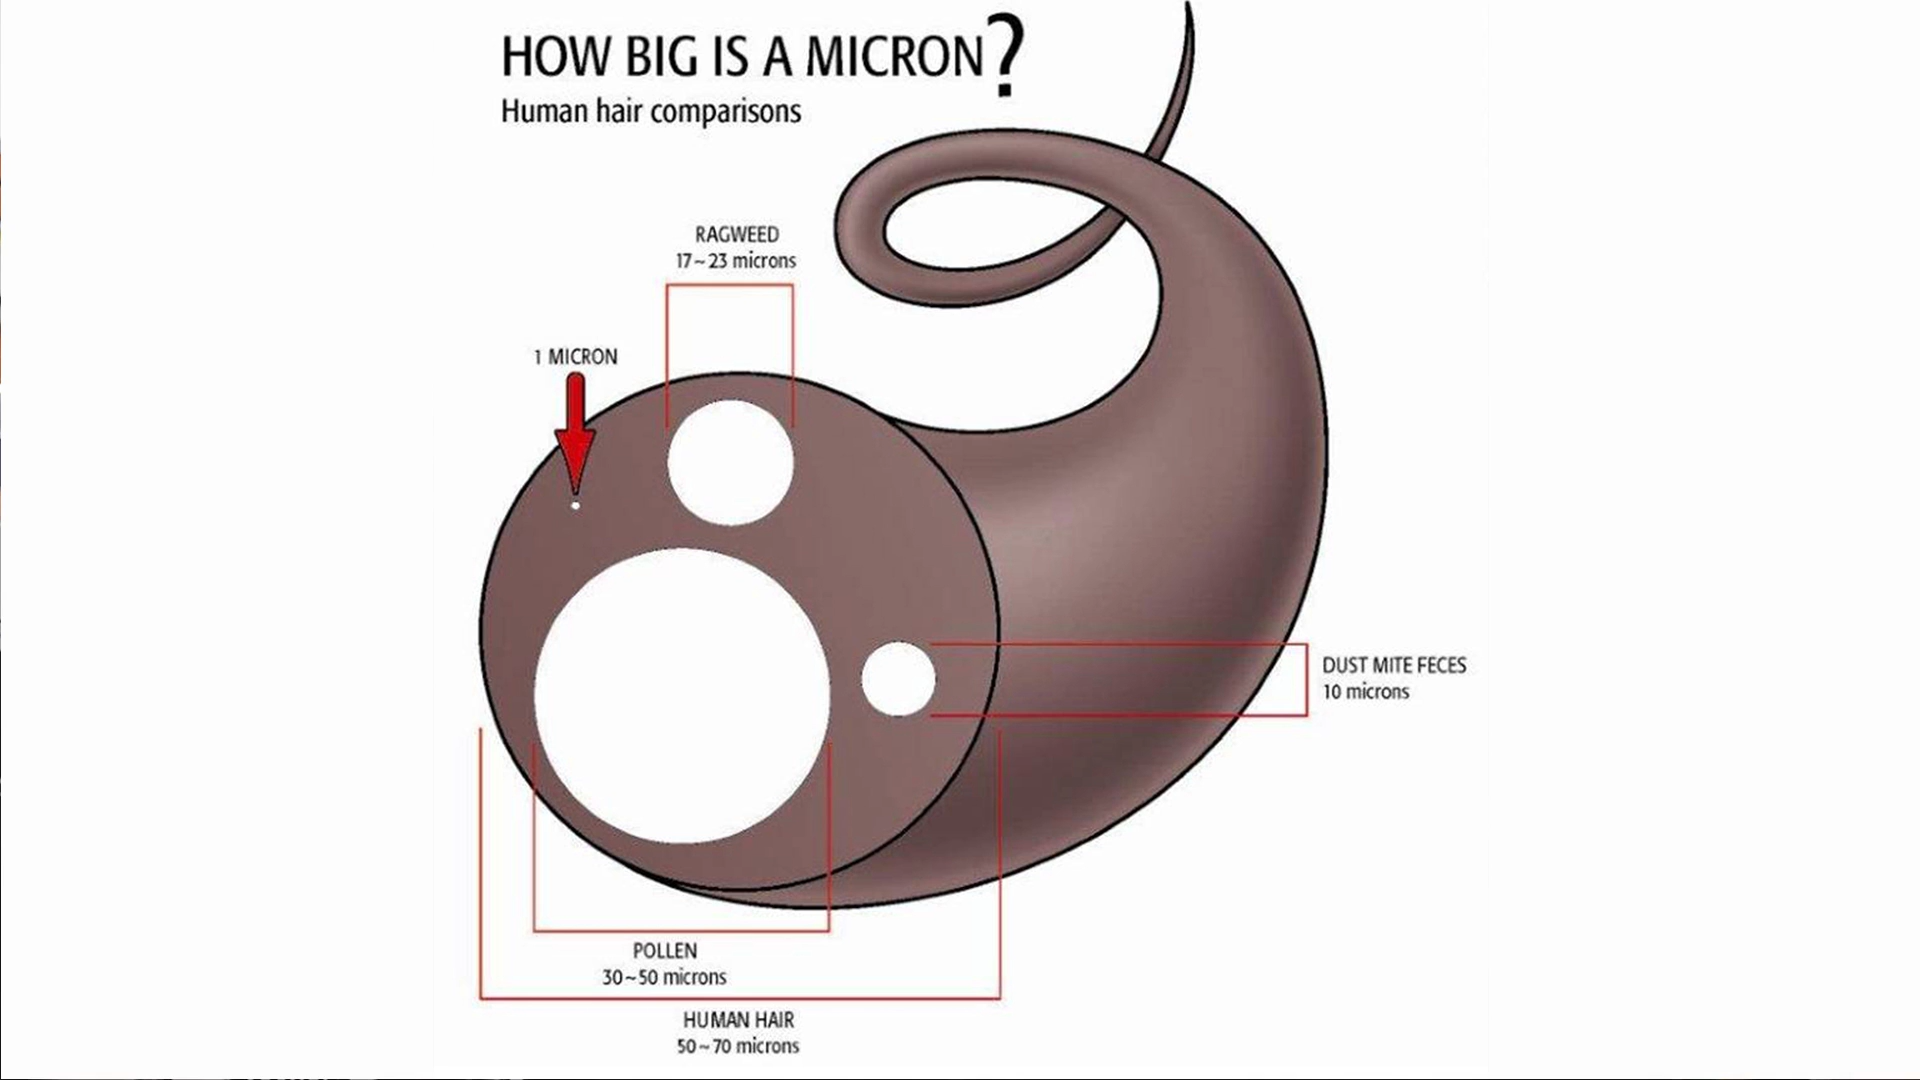 HOW BIG IS A MICRON?
Human hair comparisons
RAGWEED
17~23 microns
1 MICRON
DUST MITE FECES
10 microns
POLLEN
30~50 microns
HUMAN HAIR
50~70 microns